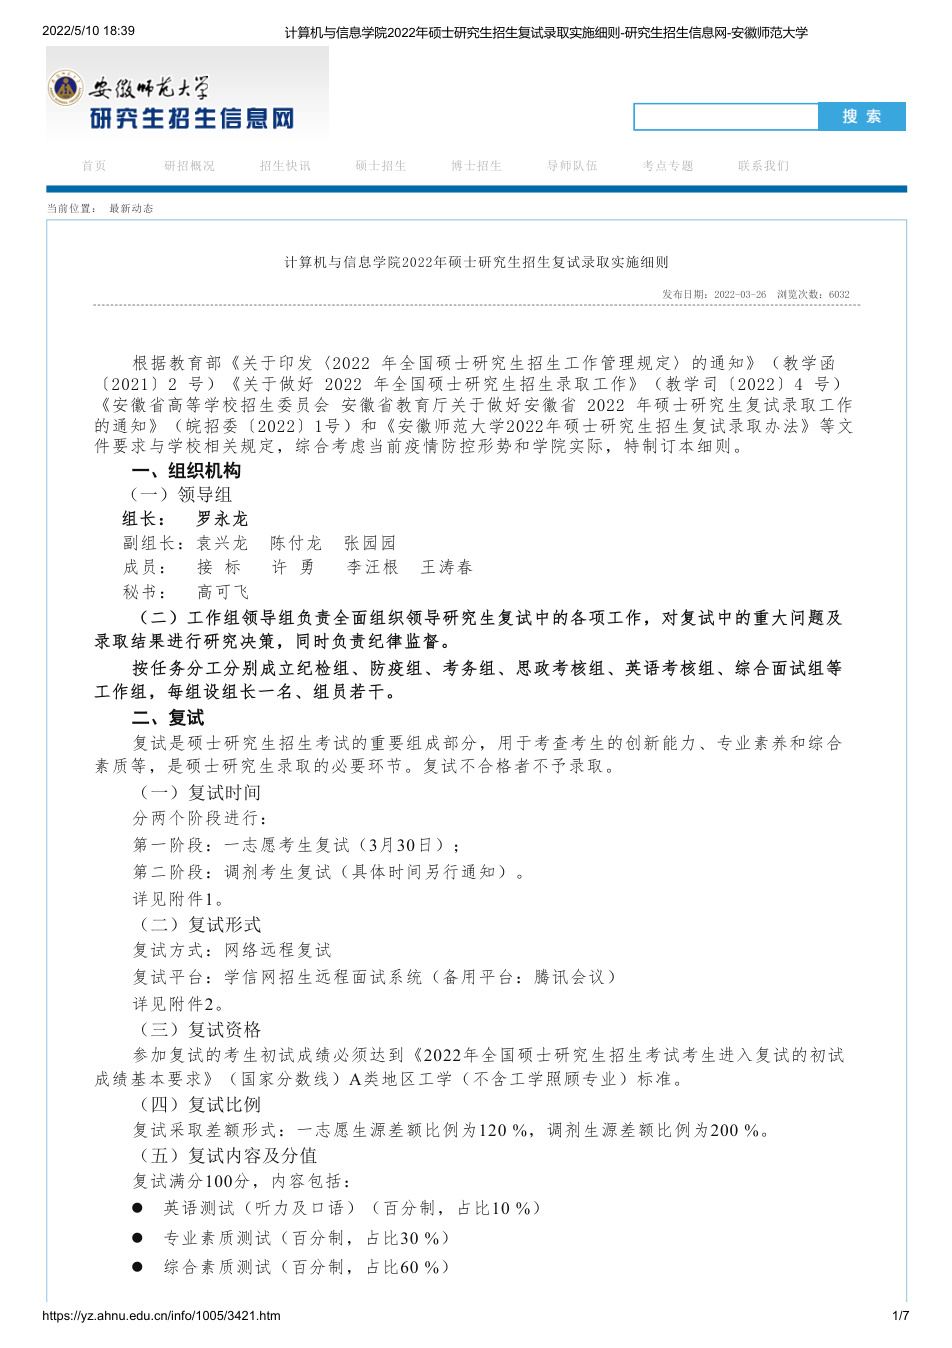 2022/5/10 18:39
计算机与信息学院2022年硕士研究生招生复试录取实施细则-研究生招生信息网-安徽师范大学
安徽师范大学
研究生招生信息网
搜 索
首页 研招概况 招生快讯 硕士招生 博士招生 导师队伍 考点专题 联系我们
当前位置： 最新动态
计算机与信息学院2022年硕士研究生招生复试录取实施细则
发布日期：2022-03-26 浏览次数：6032
根据教育部《关于印发〈2022 年全国硕士研究生招生工作管理规定〉的通知》（教学函
〔2021〕2 号）《关于做好 2022 年全国硕士研究生招生录取工作》（教学司〔2022〕4 号）
《安徽省高等学校招生委员会 安徽省教育厅关于做好安徽省 2022 年硕士研究生复试录取工作
的通知》（皖招委〔2022〕1号）和《安徽师范大学2022年硕士研究生招生复试录取办法》等文
件要求与学校相关规定，综合考虑当前疫情防控形势和学院实际，特制订本细则。
一、组织机构
（一）领导组
组长： 罗永龙
副组长：袁兴龙 陈付龙 张园园
成员： 接 标 许 勇 李汪根 王涛春
秘书： 高可飞
（二）工作组领导组负责全面组织领导研究生复试中的各项工作，对复试中的重大问题及
录取结果进行研究决策，同时负责纪律监督。
按任务分工分别成立纪检组、防疫组、考务组、思政考核组、英语考核组、综合面试组等
工作组，每组设组长一名、组员若干。
二、复试
复试是硕士研究生招生考试的重要组成部分，用于考查考生的创新能力、专业素养和综合
素质等，是硕士研究生录取的必要环节。复试不合格者不予录取。
（一）复试时间
分两个阶段进行：
第一阶段：一志愿考生复试（3月30日）；
第二阶段：调剂考生复试（具体时间另行通知）。
详见附件1。
（二）复试形式
复试方式：网络远程复试
复试平台：学信网招生远程面试系统（备用平台：腾讯会议）
详见附件2。
（三）复试资格
参加复试的考生初试成绩必须达到《2022年全国硕士研究生招生考试考生进入复试的初试
成绩基本要求》（国家分数线）A类地区工学（不含工学照顾专业）标准。
（四）复试比例
复试采取差额形式：一志愿生源差额比例为120 %，调剂生源差额比例为200 %。
（五）复试内容及分值
复试满分100分，内容包括：
● 英语测试（听力及口语）（百分制，占比10 %）
● 专业素质测试（百分制，占比30 %）
● 综合素质测试（百分制，占比60 %）
https://yz.ahnu.edu.cn/info/1005/3421.htm
1/7